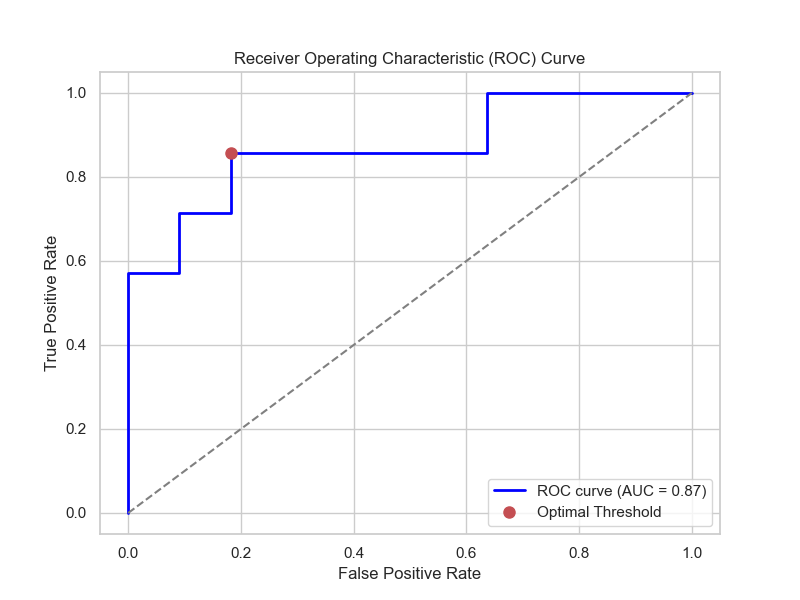 Receiver Operating Characteristic (ROC) Curve
1.0
0.8
0.6
0.4
0.2
0.0
True Positive Rate
0.0 0.2 0.4 0.6 0.8 1.0
False Positive Rate
ROC curve (AUC = 0.87)
Optimal Threshold